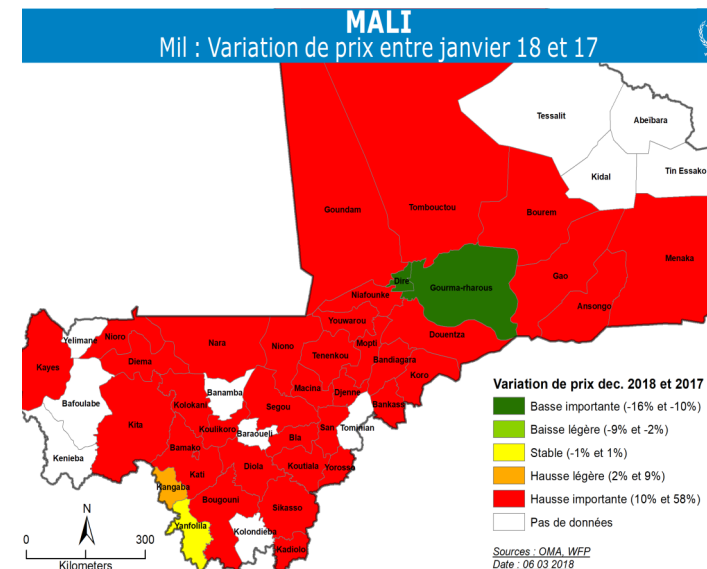 MALI
Mil : Variation de prix entre janvier 18 et 17
Tessalit
Abeibara
Kidal
Tin Essako
Goundam
Tombouctou
Bourem
Menaka
Dire
Gourma-rharous
Gao
Ansongo
Niafounke
Youwarou
Douentza
Yelimane
Nioro
Nara
Niono
Mopti
Tenenkou
Bandiagara
Kayes
Diema
Koro
Macina
Djenne
Bankass
Bafoulabe
Banamba
Kolokani
Segou
Kita
Koulikoro
Baraoueli
Bla
San
Tominian
Kenieba
Bamako
Kati
Diola
Koutiala
Yorosso
Kangaba
Bougouni
Sikasso
Yanfolila
Kolondieba
Kadiolo
Variation de prix dec. 2018 et 2017
Basse importante (-16% et -10%)
Baisse légère (-9% et -2%)
Stable (-1% et 1%)
Hausse légère (2% et 9%)
Hausse importante (10% et 58%)
Pas de données
N
0 300
Kilometers
Sources : OMA, WFP
Date : 06 03 2018